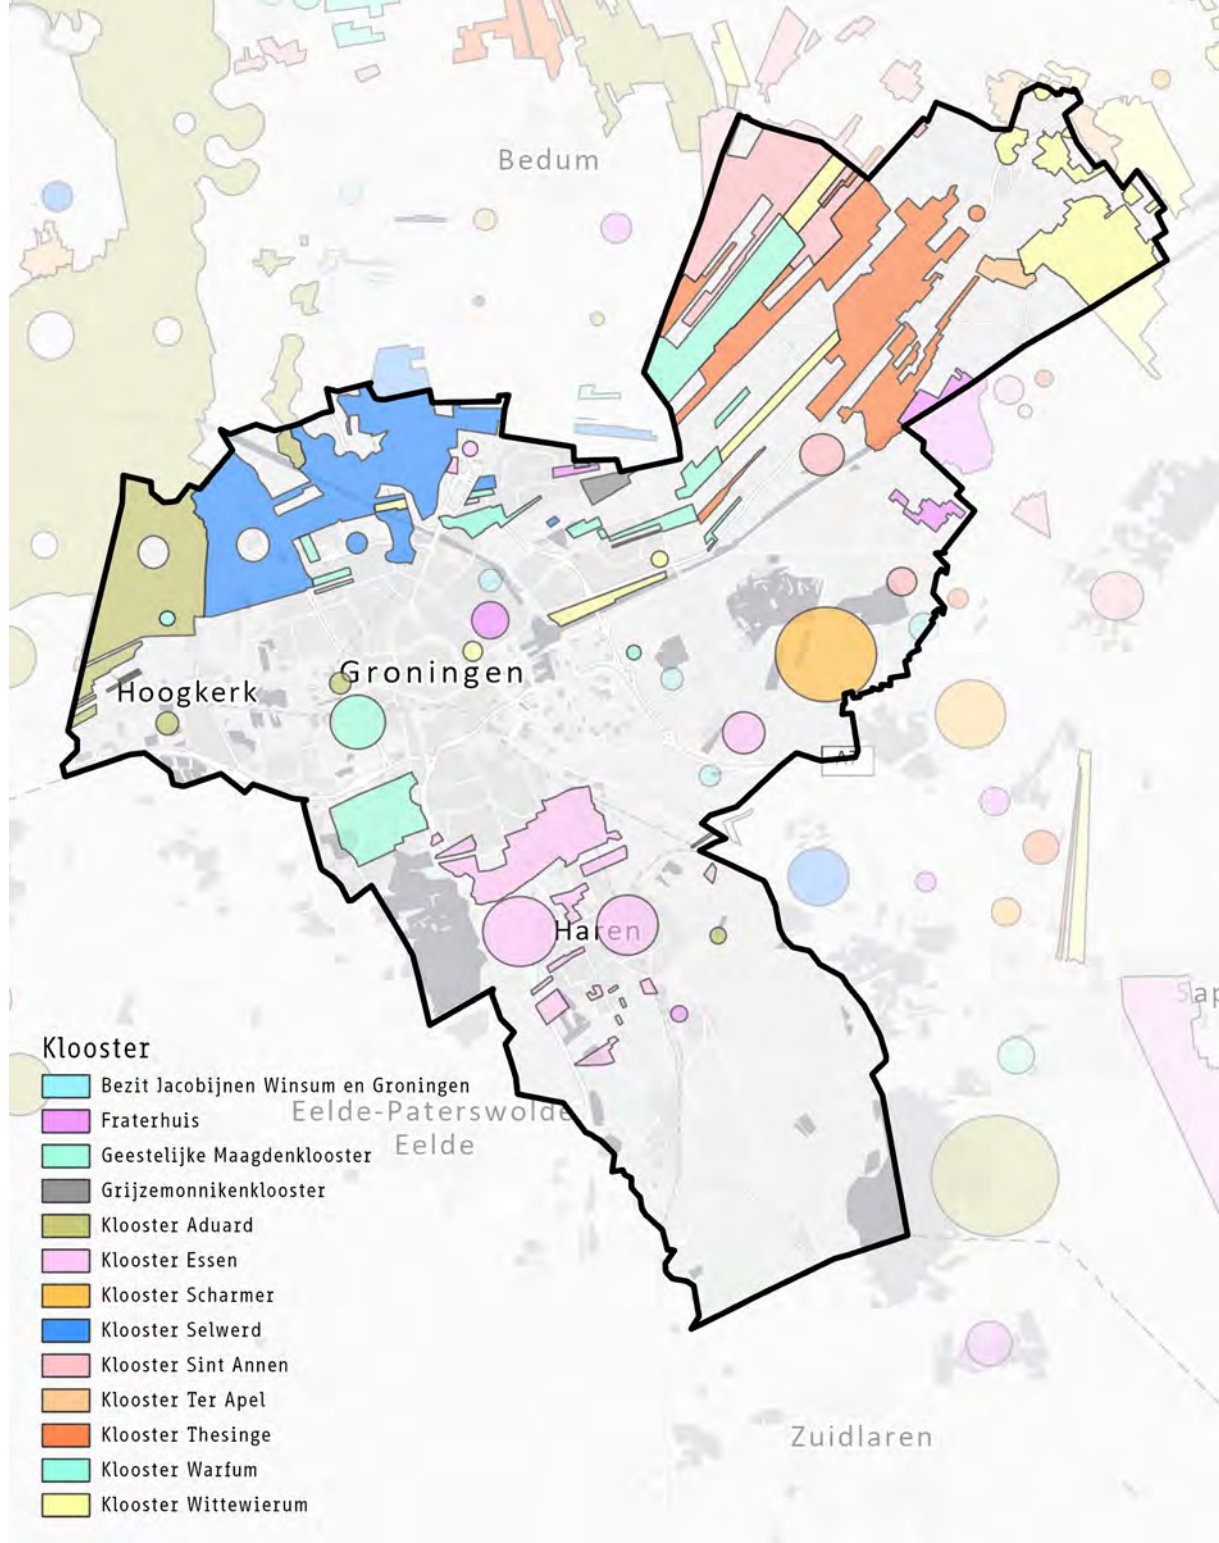 Bedum
Groningen
Hoogkerk
A7
Haren
Klooster
Bezit Jacobijnen Winsum en Groningen
Fraterhuis
Geestelijke Maagdenklooster
Grijzemonnikenklooster
Klooster Aduard
Klooster Essen
Klooster Scharmer
Klooster Selwerd
Klooster Sint Annen
Klooster Ter Apel
Klooster Thesinge
Klooster Warfum
Klooster Wittewierum
Eelde-Paterswolde
Eelde
Sap
Zuidlaren